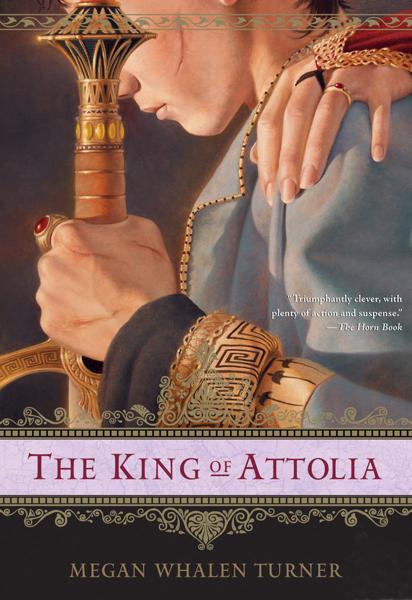 "Triumphantly clever, with
plenty of action and suspense."
—The Horn Book
THE KING OF ATTOLIA
MEGAN WHALEN TURNER